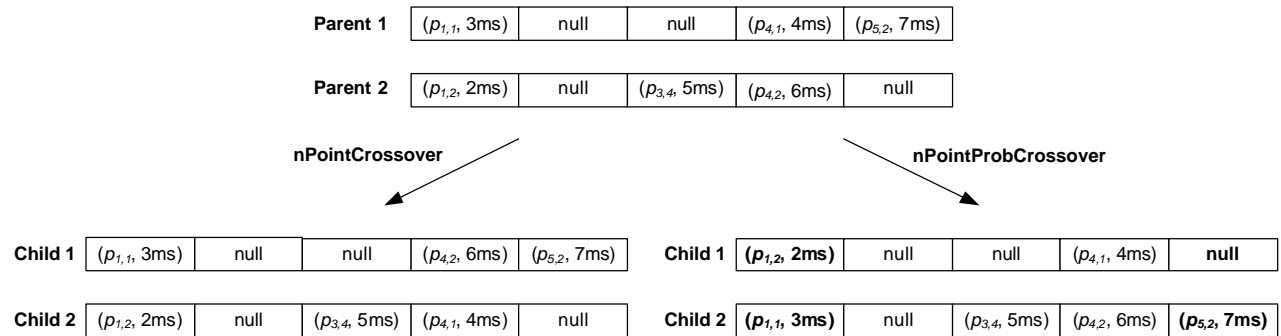 Parent 1 (p1,1, 3ms) null null (p4,1, 4ms) (p5,2, 7ms)
Parent 2 (p1,2, 2ms) null (p3,4, 5ms) (p4,2, 6ms) null
nPointCrossover nPointProbCrossover
Child 1 (p1,1, 3ms) null null (p4,2, 6ms) (p5,2, 7ms)
Child 2 (p1,2, 2ms) null (p3,4, 5ms) (p4,1, 4ms) null
Child 1 (p1,2, 2ms) null null (p4,1, 4ms) null
Child 2 (p1,1, 3ms) null (p3,4, 5ms) (p4,2, 6ms) (p5,2, 7ms)